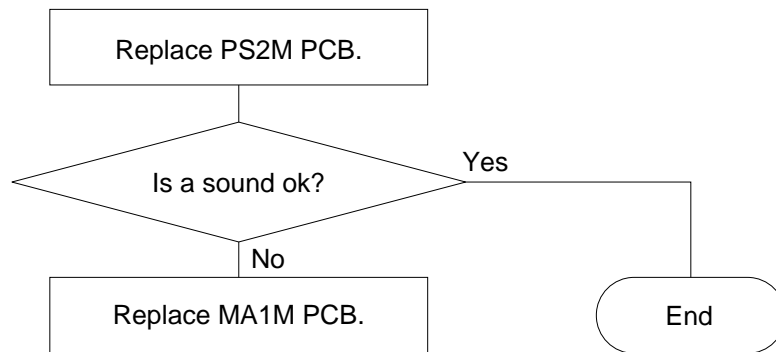 Replace PS2M PCB.
Is a sound ok?
Yes
No
Replace MA1M PCB.
End